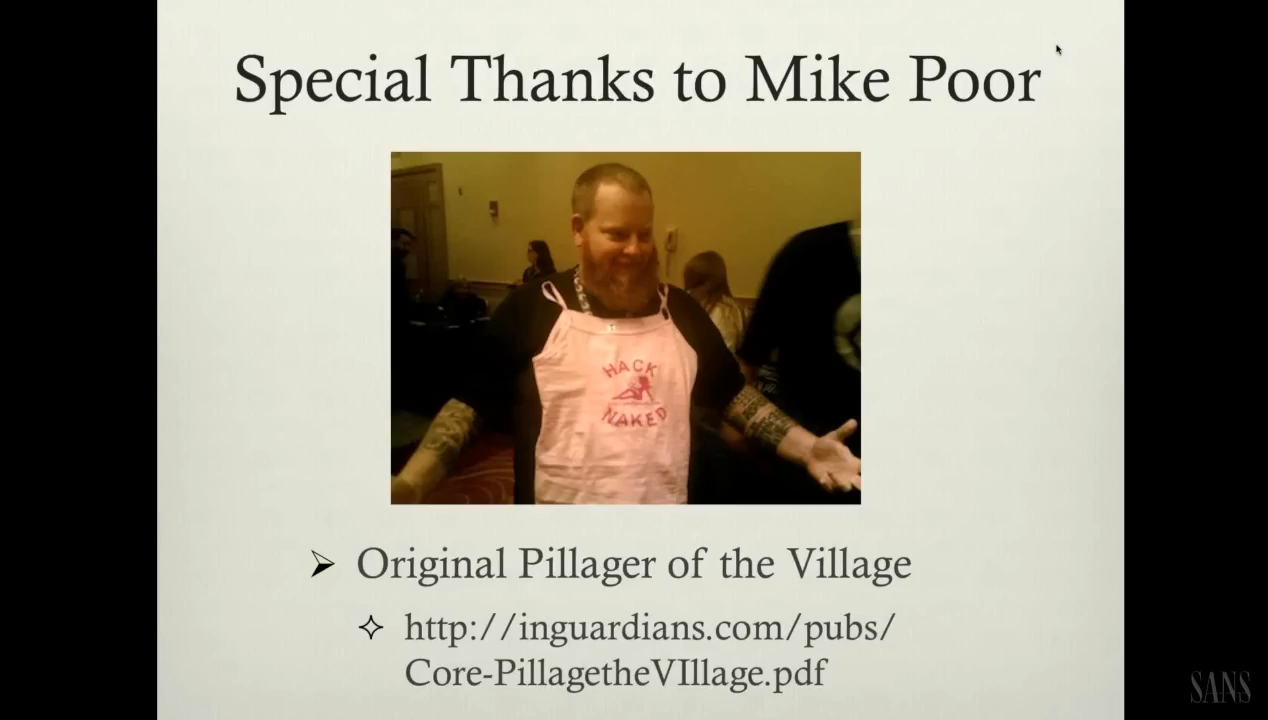 Special Thanks to Mike Poor
HACK
NAKED
Original Pillager of the Village
http://inguardians.com/pubs/
Core-PillagetheVIllage.pdf
SANS